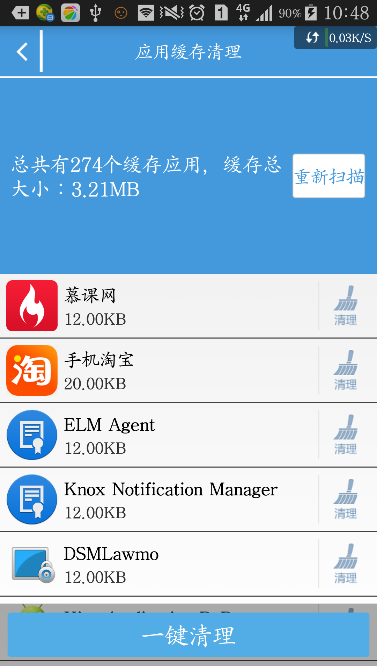 4G
1
90%
10:48
0.03K/S
应用缓存清理
总共有274个缓存应用，缓存总
大小：3.21MB
重新扫描
慕课网
12.00KB
清理
淘
手机淘宝
20.00KB
清理
ELM Agent
12.00KB
清理
Knox Notification Manager
12.00KB
清理
DSMLawmo
12.00KB
清理
一键清理